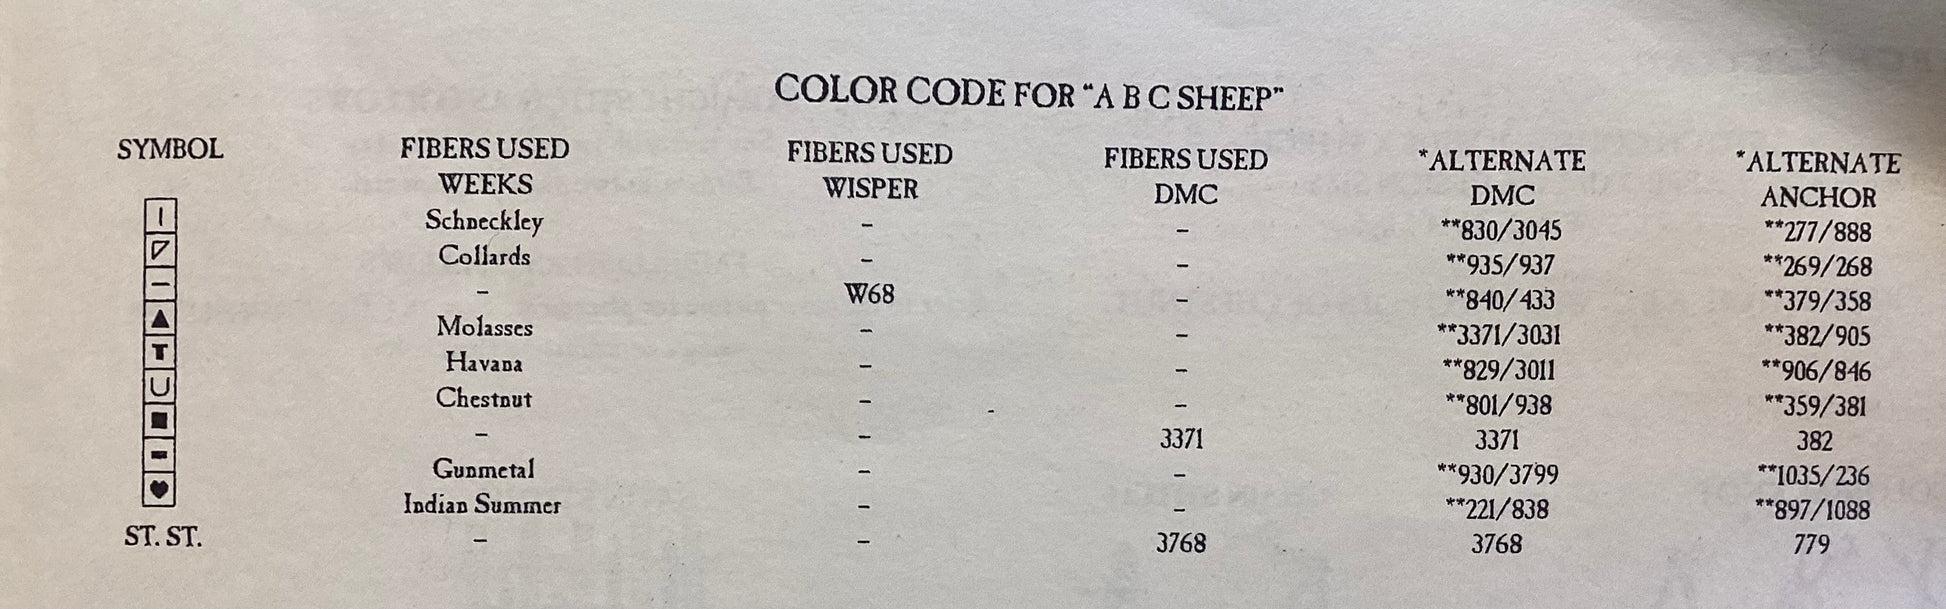 COLOR CODE FOR "A B C SHEEP"
SYMBOL FIBERS USED WEEKS FIBERS USED WISPER FIBERS USED DMC *ALTERNATE DMC *ALTERNATE ANCHOR
| Schneckley – – **830/3045 **277/888
◸ Collards – – **935/937 **269/268
– – W68 – **840/433 **379/358
▲ Molasses – – **3371/3031 **382/905
T Havana – – **829/3011 **906/846
U Chestnut – – **801/938 **359/381
■ – – 3371 3371 382
▬ Gunmetal – – **930/3799 **1035/236
♥ Indian Summer – – **221/838 **897/1088
ST. ST. – – 3768 3768 779